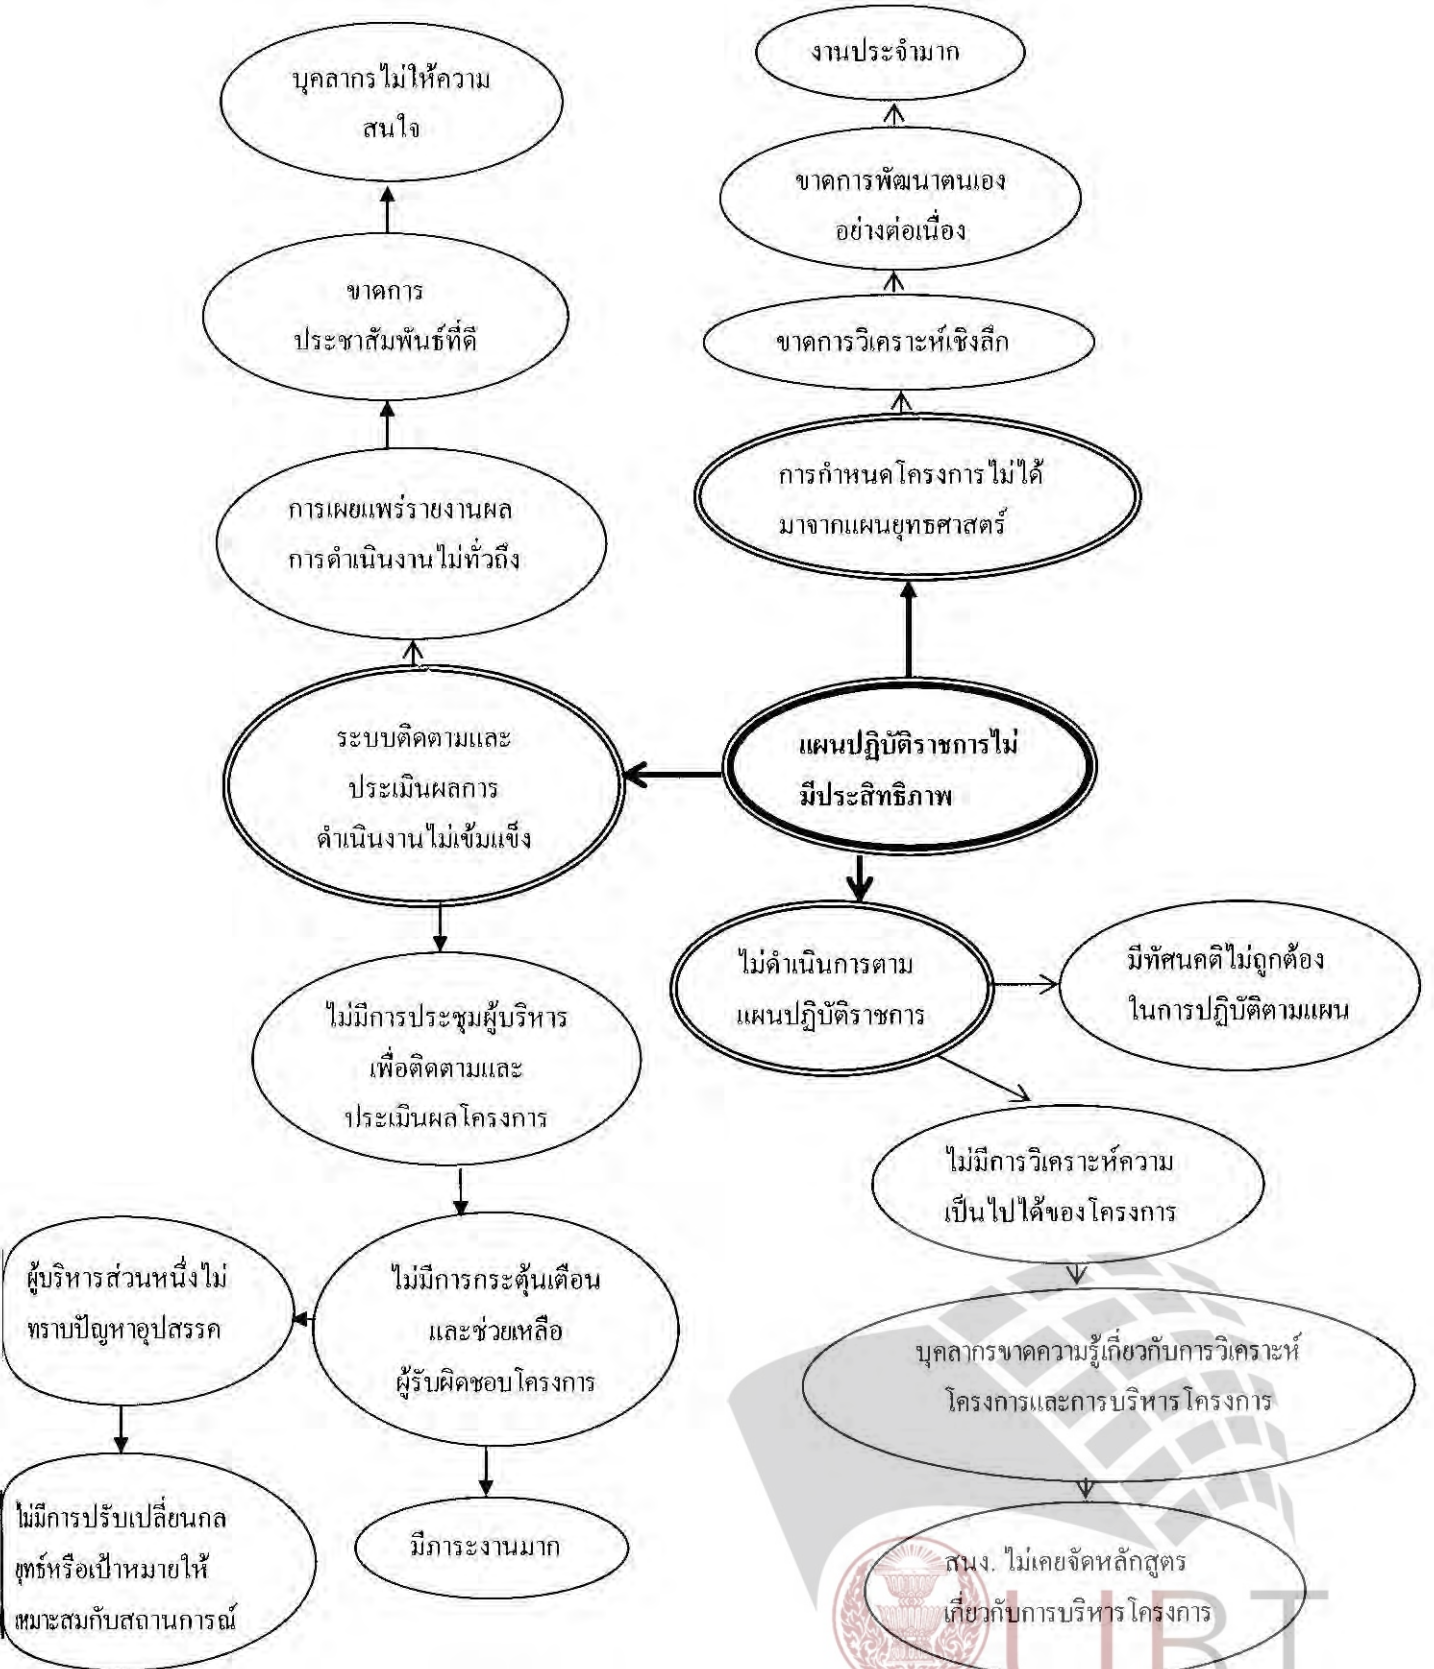 งานประจำมาก
บุคลากรไม่ให้ความ
สนใจ
ขาดการพัฒนาตนเอง
อย่างต่อเนื่อง
ขาดการ
ประชาสัมพันธ์ที่ดี
ขาดการวิเคราะห์เชิงลึก
การกำหนดโครงการไม่ได้
มาจากแผนยุทธศาสตร์
การเผยแพร่รายงานผล
การดำเนินงานไม่ทั่วถึง
ระบบติดตามและ
ประเมินผลการ
ดำเนินงานไม่เข้มแข็ง
แผนปฏิบัติราชการไม่
มีประสิทธิภาพ
ไม่ดำเนินการตาม
แผนปฏิบัติราชการ
มีทัศนคติไม่ถูกต้อง
ในการปฏิบัติตามแผน
ไม่มีการประชุมผู้บริหาร
เพื่อติดตามและ
ประเมินผลโครงการ
ไม่มีการวิเคราะห์ความ
เป็นไปได้ของโครงการ
ผู้บริหารส่วนหนึ่งไม่
ทราบปัญหาอุปสรรค
ไม่มีการกระตุ้นเตือน
และช่วยเหลือ
ผู้รับผิดชอบโครงการ
บุคลากรขาดความรู้เกี่ยวกับการวิเคราะห์
โครงการและการบริหารโครงการ
ไม่มีการปรับเปลี่ยนกล
ยุทธ์หรือเป้าหมายให้
เหมาะสมกับสถานการณ์
มีภาระงานมาก
สนง. ไม่เคยจัดหลักสูตร
เกี่ยวกับการบริหารโครงการ